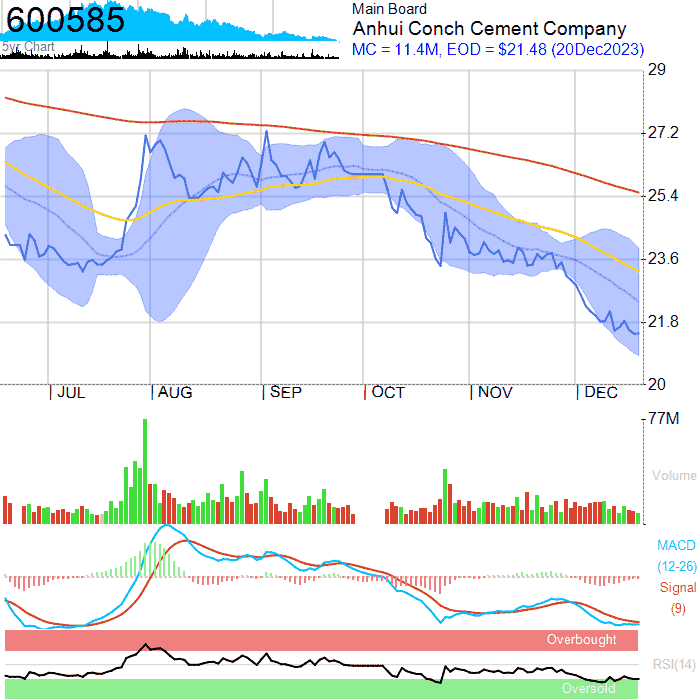 600585
5yr Chart
Main Board
Anhui Conch Cement Company
MC = 11.4M, EOD = $21.48 (20Dec2023)
29
27.2
25.4
23.6
21.8
20
JUL AUG SEP OCT NOV DEC
77M
Volume
MACD
(12-26)
Signal
(9)
Overbought
RSI(14)
Oversold